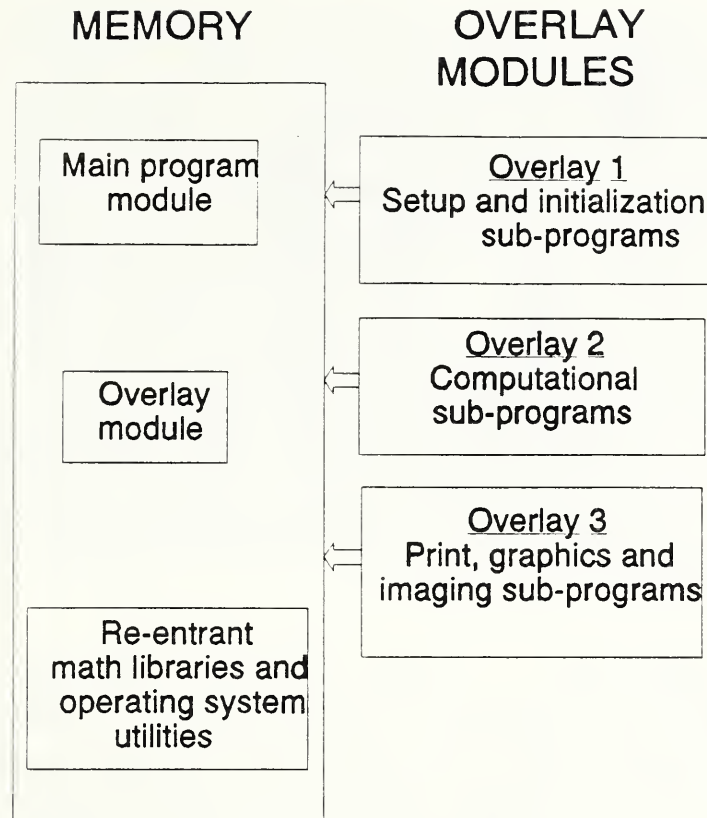 MEMORY
OVERLAY
MODULES
Main program
module
Overlay
module
Re-entrant
math libraries and
operating system
utilities
Overlay 1
Setup and initialization
sub-programs
Overlay 2
Computational
sub-programs
Overlay 3
Print, graphics and
imaging sub-programs